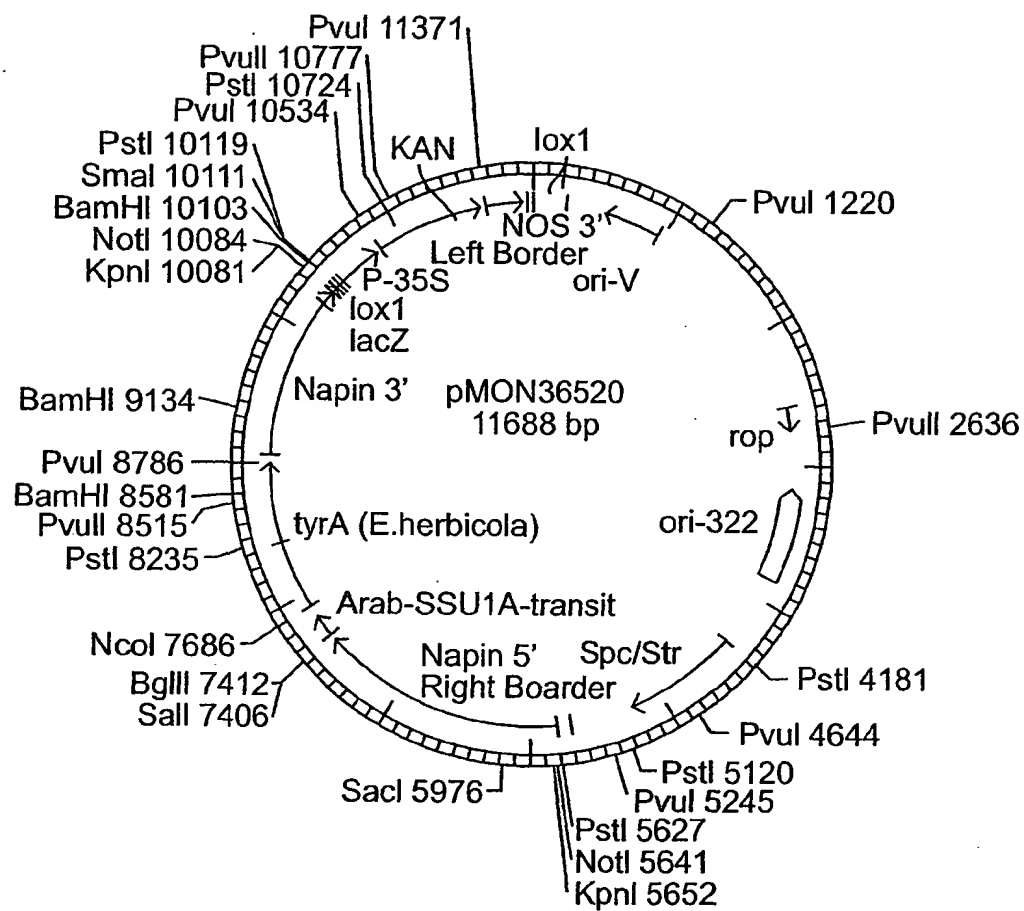 PvuI 11371
PvuII 10777
PstI 10724
PvuI 10534
PstI 10119
SmaI 10111
BamHI 10103
NotI 10084
KpnI 10081
KAN
lox1
NOS 3'
Left Border
P-35S
lox1
lacZ
ori-V
PvuI 1220
BamHI 9134
Napin 3'
pMON36520
11688 bp
rop
PvuII 2636
PvuI 8786
BamHI 8581
PvuII 8515
PstI 8235
tyrA (E.herbicola)
ori-322
Arab-SSU1A-transit
NcoI 7686
BglII 7412
SalI 7406
Napin 5'
Right Boarder
Spc/Str
PstI 4181
PvuI 4644
PstI 5120
PvuI 5245
SacI 5976
PstI 5627
NotI 5641
KpnI 5652